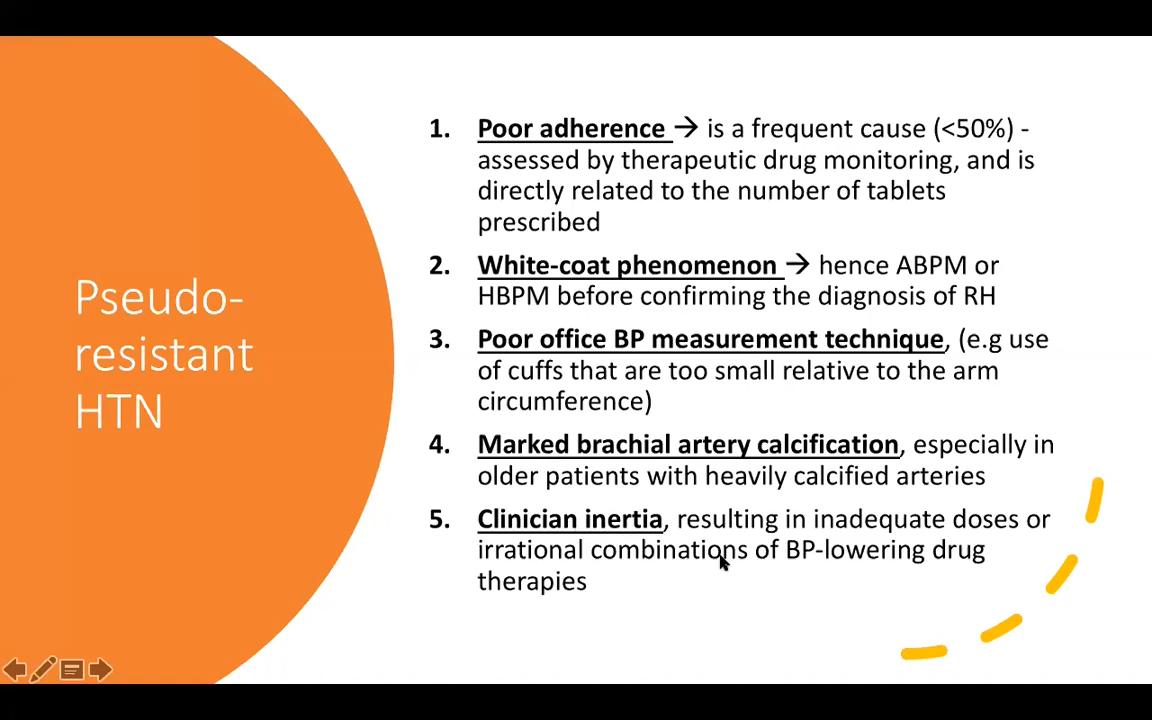 Pseudo-
resistant
HTN
1. Poor adherence → is a frequent cause (<50%) -
assessed by therapeutic drug monitoring, and is
directly related to the number of tablets
prescribed
2. White-coat phenomenon → hence ABPM or
HBPM before confirming the diagnosis of RH
3. Poor office BP measurement technique, (e.g use
of cuffs that are too small relative to the arm
circumference)
4. Marked brachial artery calcification, especially in
older patients with heavily calcified arteries
5. Clinician inertia, resulting in inadequate doses or
irrational combinations of BP-lowering drug
therapies